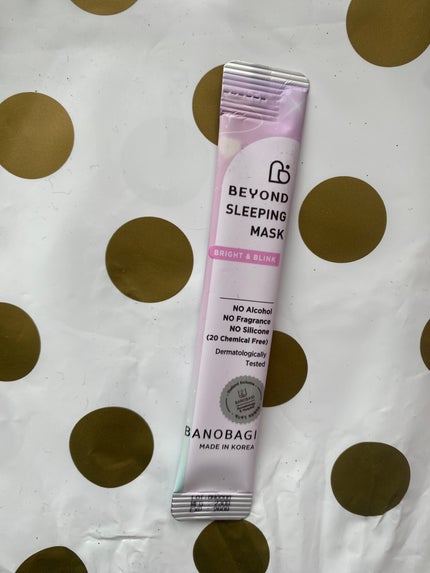 BEYOND
SLEEPING
MASK
BRIGHT & BLINK
NO Alcohol
NO Fragrance
NO Silicone
(20 Chemical Free)
Dermatologically
Tested
BANOBAGI
BANOBAGI
MADE IN KOREA